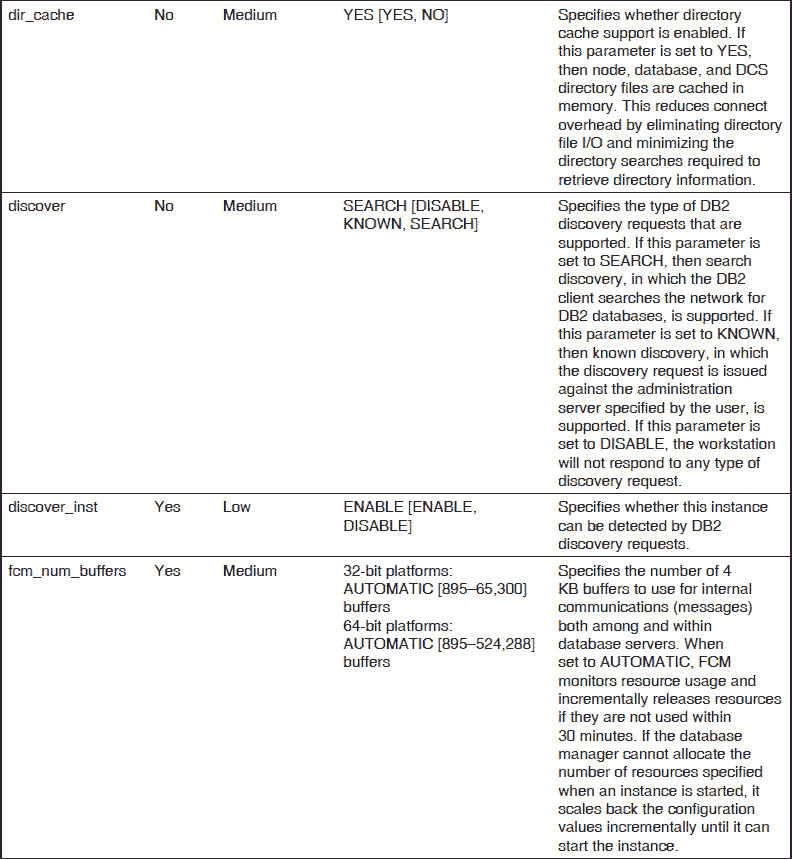 dir_cache No Medium YES [YES, NO] Specifies whether directory
cache support is enabled. If
this parameter is set to YES,
then node, database, and DCS
directory files are cached in
memory. This reduces connect
overhead by eliminating directory
file I/O and minimizing the
directory searches required to
retrieve directory information.
discover No Medium SEARCH [DISABLE, Specifies the type of DB2
KNOWN, SEARCH] discovery requests that are
supported. If this parameter is
set to SEARCH, then search
discovery, in which the DB2
client searches the network for
DB2 databases, is supported. If
this parameter is set to KNOWN,
then known discovery, in which
the discovery request is issued
against the administration
server specified by the user, is
supported. If this parameter is
set to DISABLE, the workstation
will not respond to any type of
discovery request.
discover_inst Yes Low ENABLE [ENABLE, Specifies whether this instance
DISABLE] can be detected by DB2
discovery requests.
fcm_num_buffers Yes Medium 32-bit platforms: Specifies the number of 4
AUTOMATIC [895–65,300] KB buffers to use for internal
buffers communications (messages)
64-bit platforms: both among and within
AUTOMATIC [895–524,288] database servers. When
buffers set to AUTOMATIC, FCM
monitors resource usage and
incrementally releases resources
if they are not used within
30 minutes. If the database
manager cannot allocate the
number of resources specified
when an instance is started, it
scales back the configuration
values incrementally until it can
start the instance.